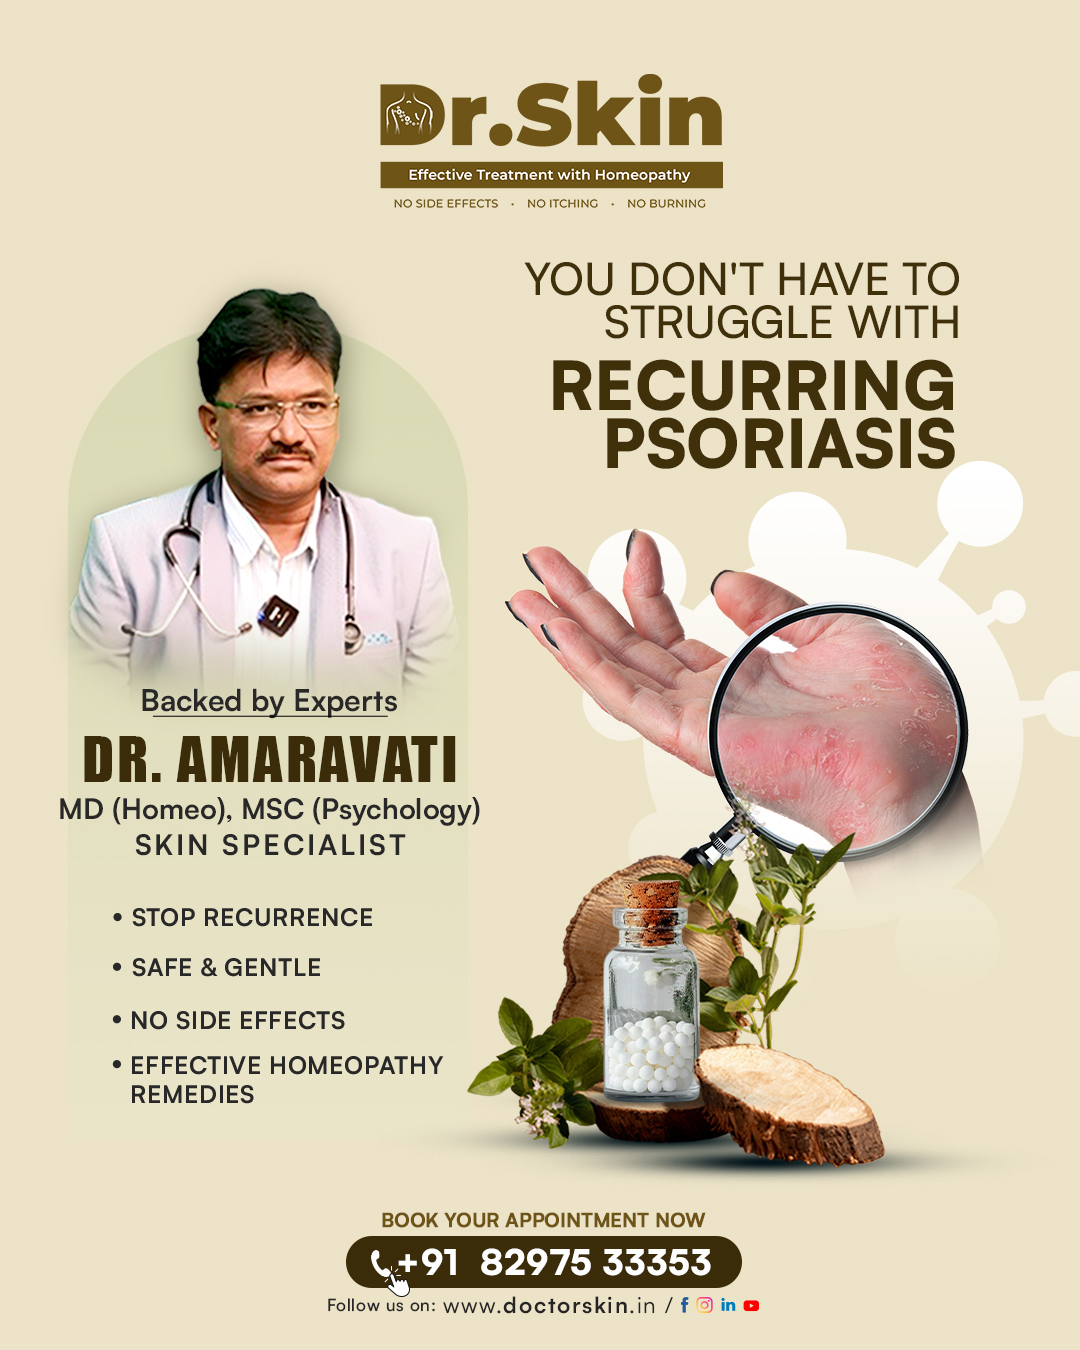 Dr.Skin
Effective Treatment with Homeopathy
NO SIDE EFFECTS • NO ITCHING • NO BURNING
YOU DON'T HAVE TO
STRUGGLE WITH
RECURRING
PSORIASIS
Backed by Experts
DR. AMARAVATI
MD (Homeo), MSC (Psychology)
SKIN SPECIALIST
• STOP RECURRENCE
• SAFE & GENTLE
• NO SIDE EFFECTS
• EFFECTIVE HOMEOPATHY
REMEDIES
BOOK YOUR APPOINTMENT NOW
+91 82975 33353
Follow us on: www.doctorskin.in /